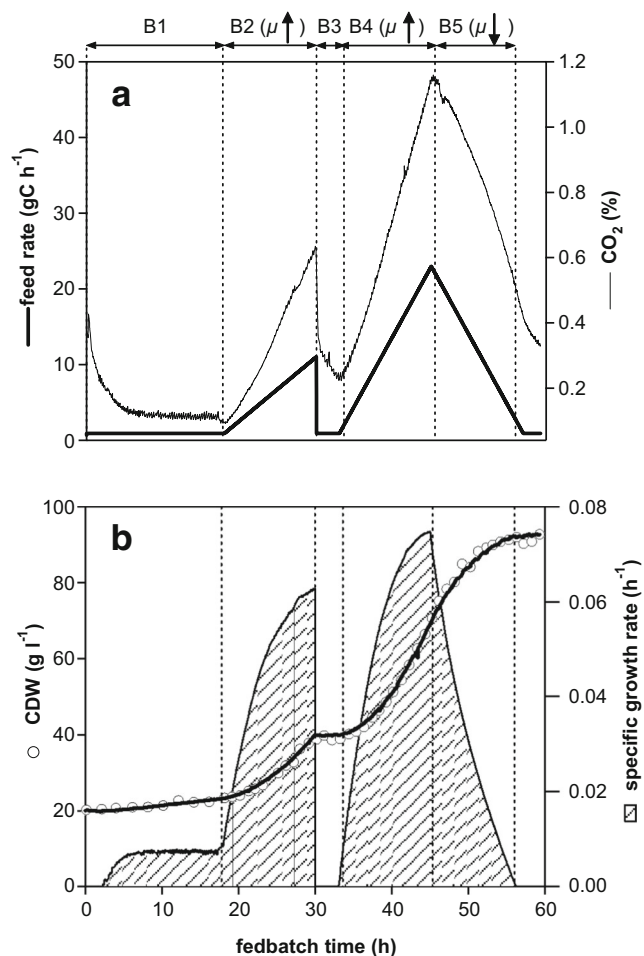 B1 B2 (µ ↑) B3 B4 (µ ↑) B5 (µ ↓)
a
50
40
30
20
10
0
feed rate (gC h⁻¹)
1.2
1.0
0.8
0.6
0.4
0.2
CO₂ (%)
b
100
80
60
40
20
0
CDW (g l⁻¹)
0.08
0.06
0.04
0.02
0.00
specific growth rate (h⁻¹)
0 10 20 30 40 50 60
fedbatch time (h)